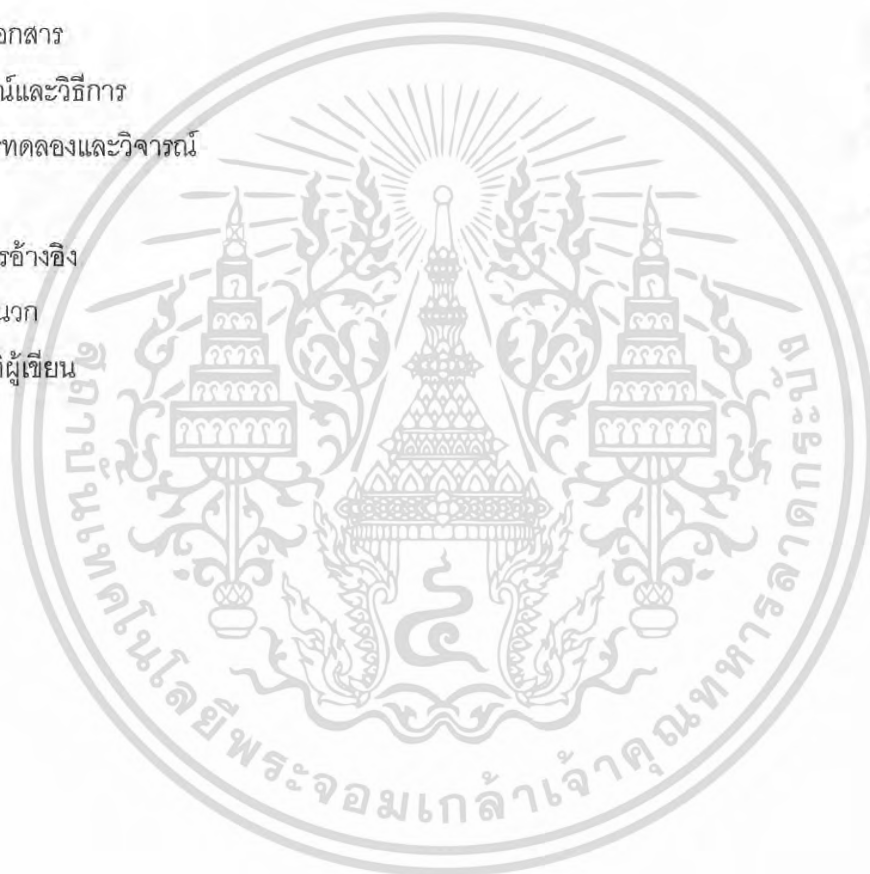 อกสาร
ณ์และวิธีการ
รทดลองและวิจารณ์
รอ้างอิง
นวก
ผู้เขียน
สถาบันเทคโนโลยีพระจอมเกล้าเจ้าคุณทหารลาดกระบัง
๔